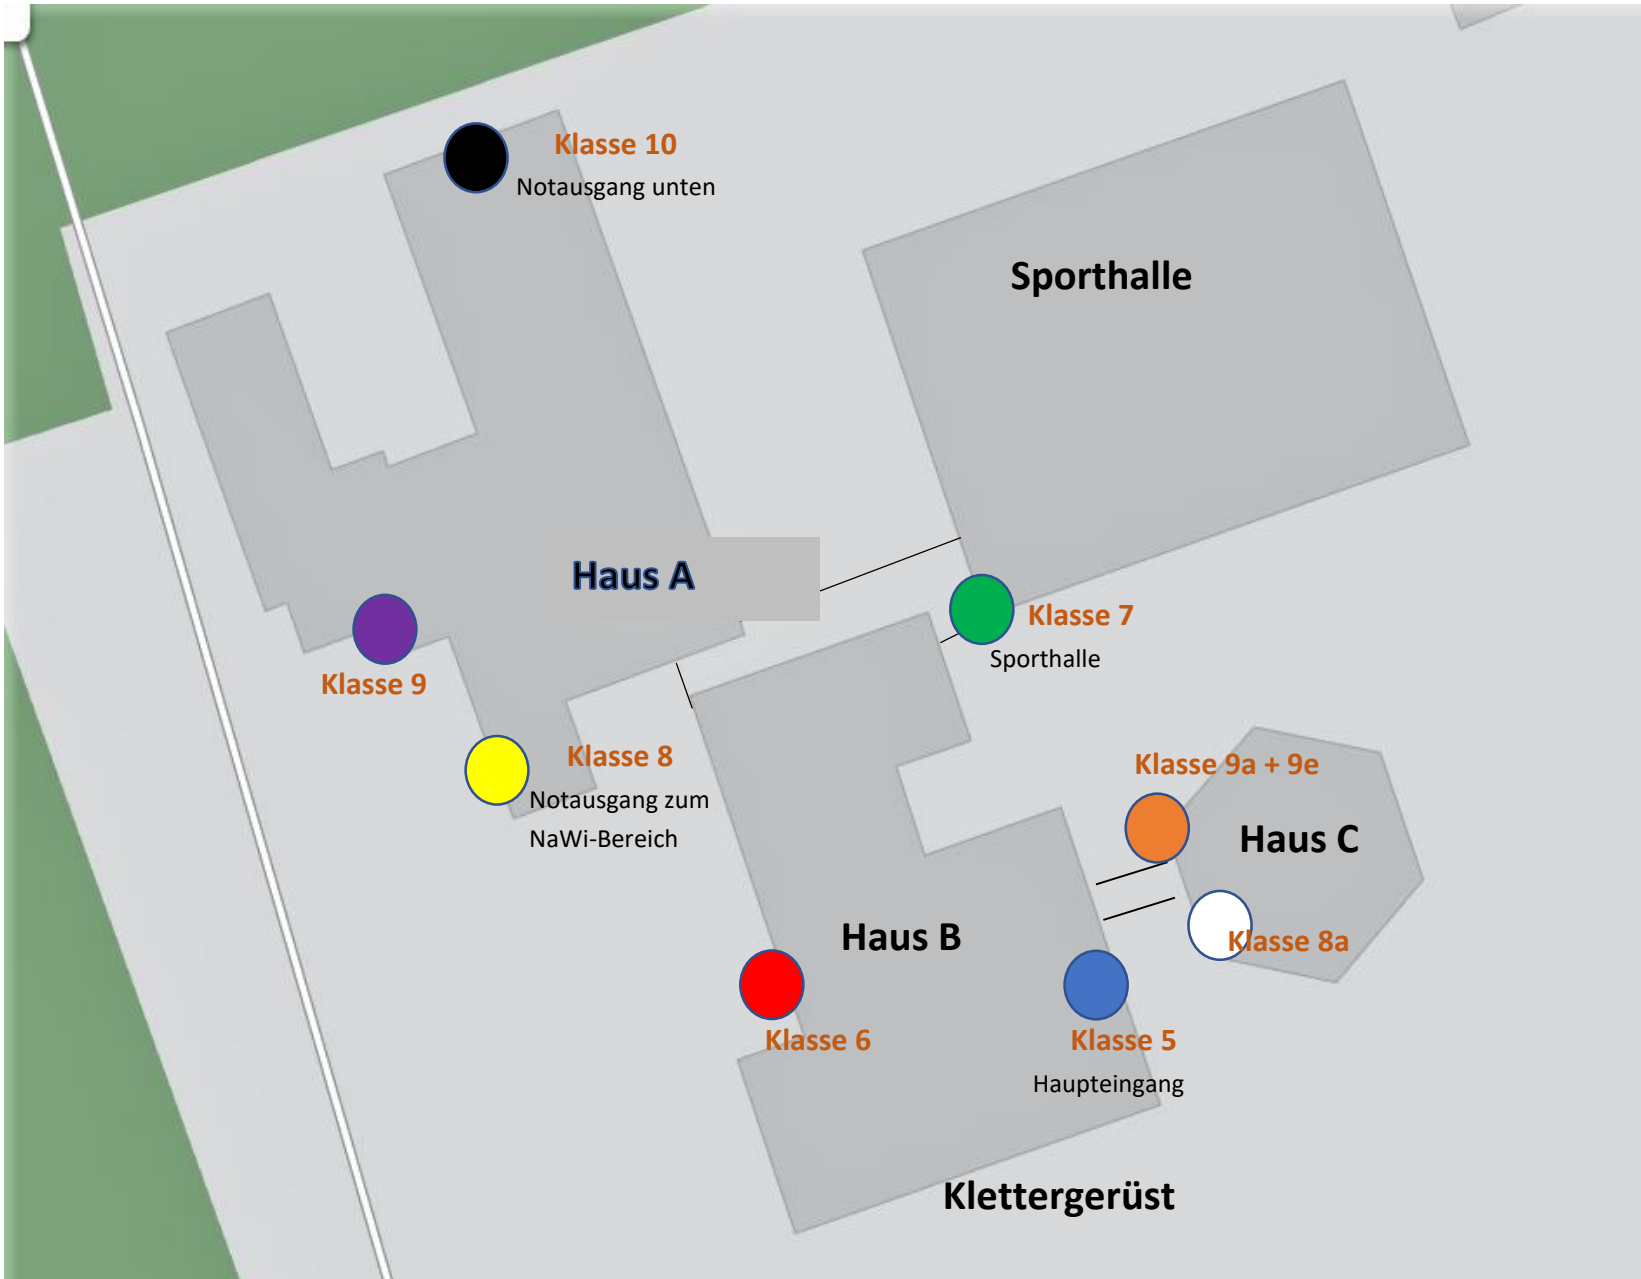 Klasse 10
Notausgang unten
Sporthalle
Haus A
Klasse 7
Sporthalle
Klasse 9
Klasse 8
Notausgang zum
NaWi-Bereich
Klasse 9a + 9e
Haus C
Haus B
Klasse 8a
Klasse 6
Klasse 5
Haupteingang
Klettergerüst